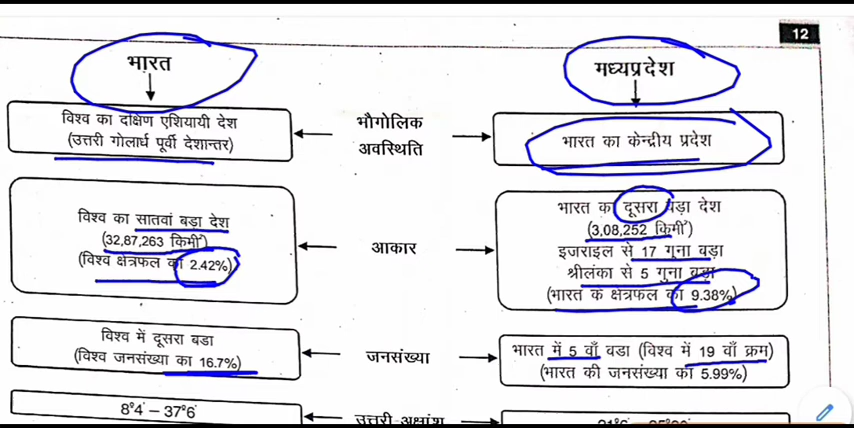 12
भारत
मध्यप्रदेश
विश्व का दक्षिण एशियायी देश
(उत्तरी गोलार्ध पूर्वी देशान्तर)
भौगोलिक
अवस्थिति
भारत का केन्द्रीय प्रदेश
विश्व का सातवां बडा देश
(32,87,263 किमी²)
(विश्व क्षेत्रफल का 2.42%)
आकार
भारत का दूसरा बड़ा देश
(3,08,252 किमी²)
इजराइल से 17 गुना बड़ा
श्रीलंका से 5 गुना बड़ा
(भारत के क्षेत्रफल का 9.38%)
विश्व में दूसरा बडा
(विश्व जनसंख्या का 16.7%)
जनसंख्या
भारत में 5 वाँ बडा (विश्व में 19 वाँ क्रम)
(भारत की जनसंख्या का 5.99%)
8°4' – 37°6'
उत्तरी अक्षांश